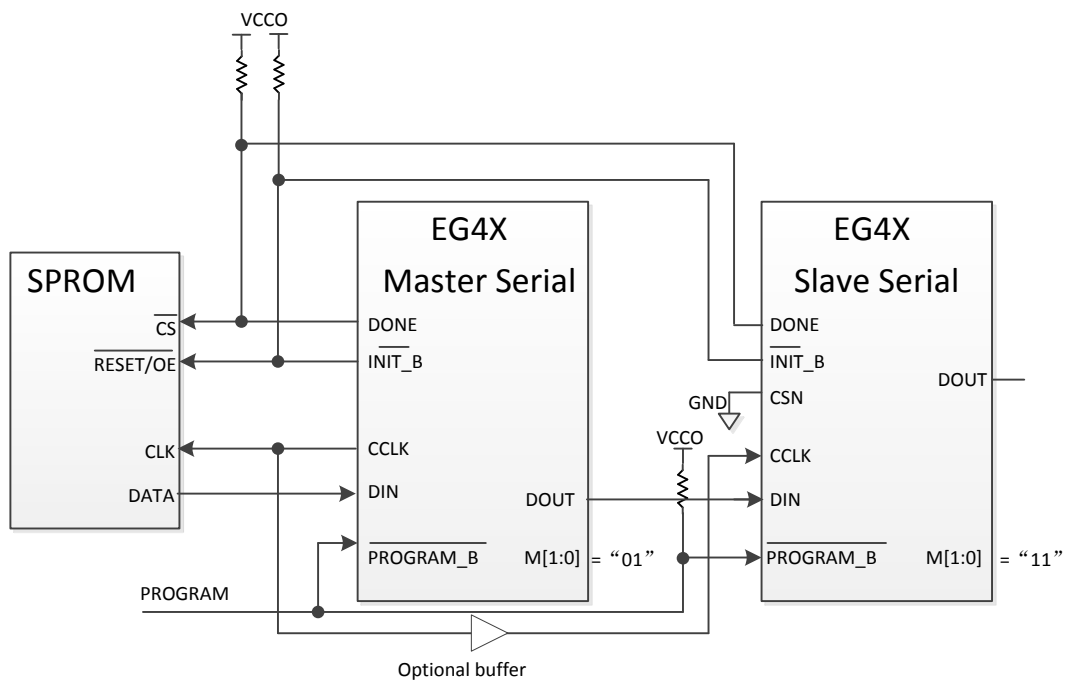 VCCO
EG4X
Master Serial
EG4X
Slave Serial
SPROM
CS
RESET/OE
CLK
DATA
DONE
INIT_B
CCLK
DIN
DOUT
PROGRAM_B
M[1:0] = “01”
GND
VCCO
DONE
INIT_B
CSN
DOUT
CCLK
DIN
PROGRAM_B
M[1:0] = “11”
PROGRAM
Optional buffer